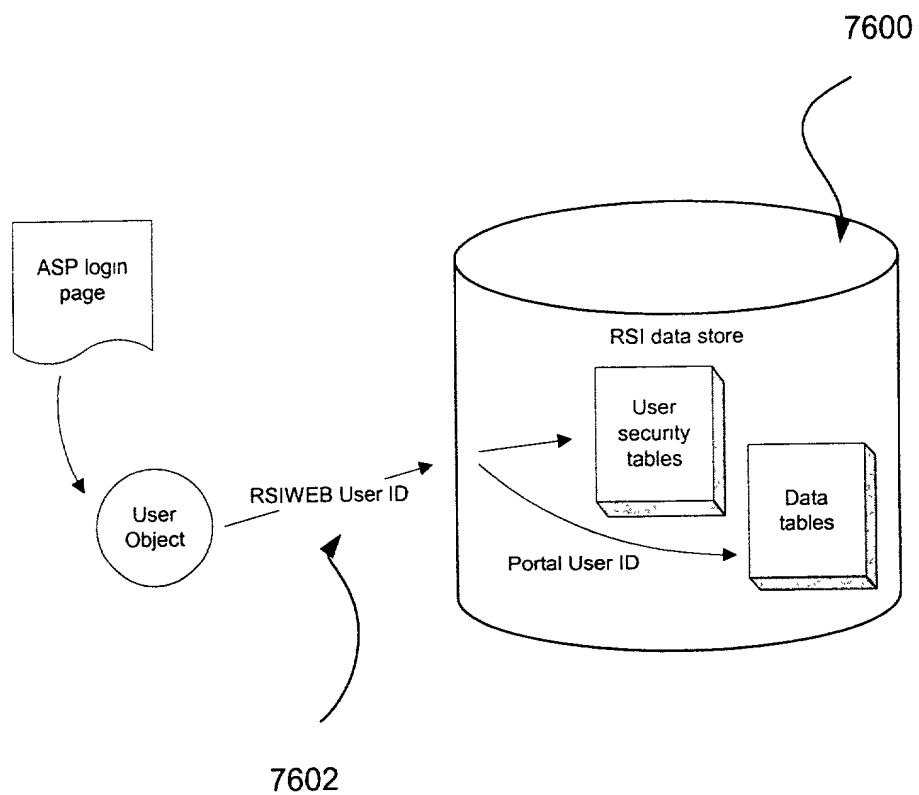 7600
ASP login
page
RSI data store
User
security
tables
RSIWEB User ID
User
Object
Data
tables
Portal User ID
7602